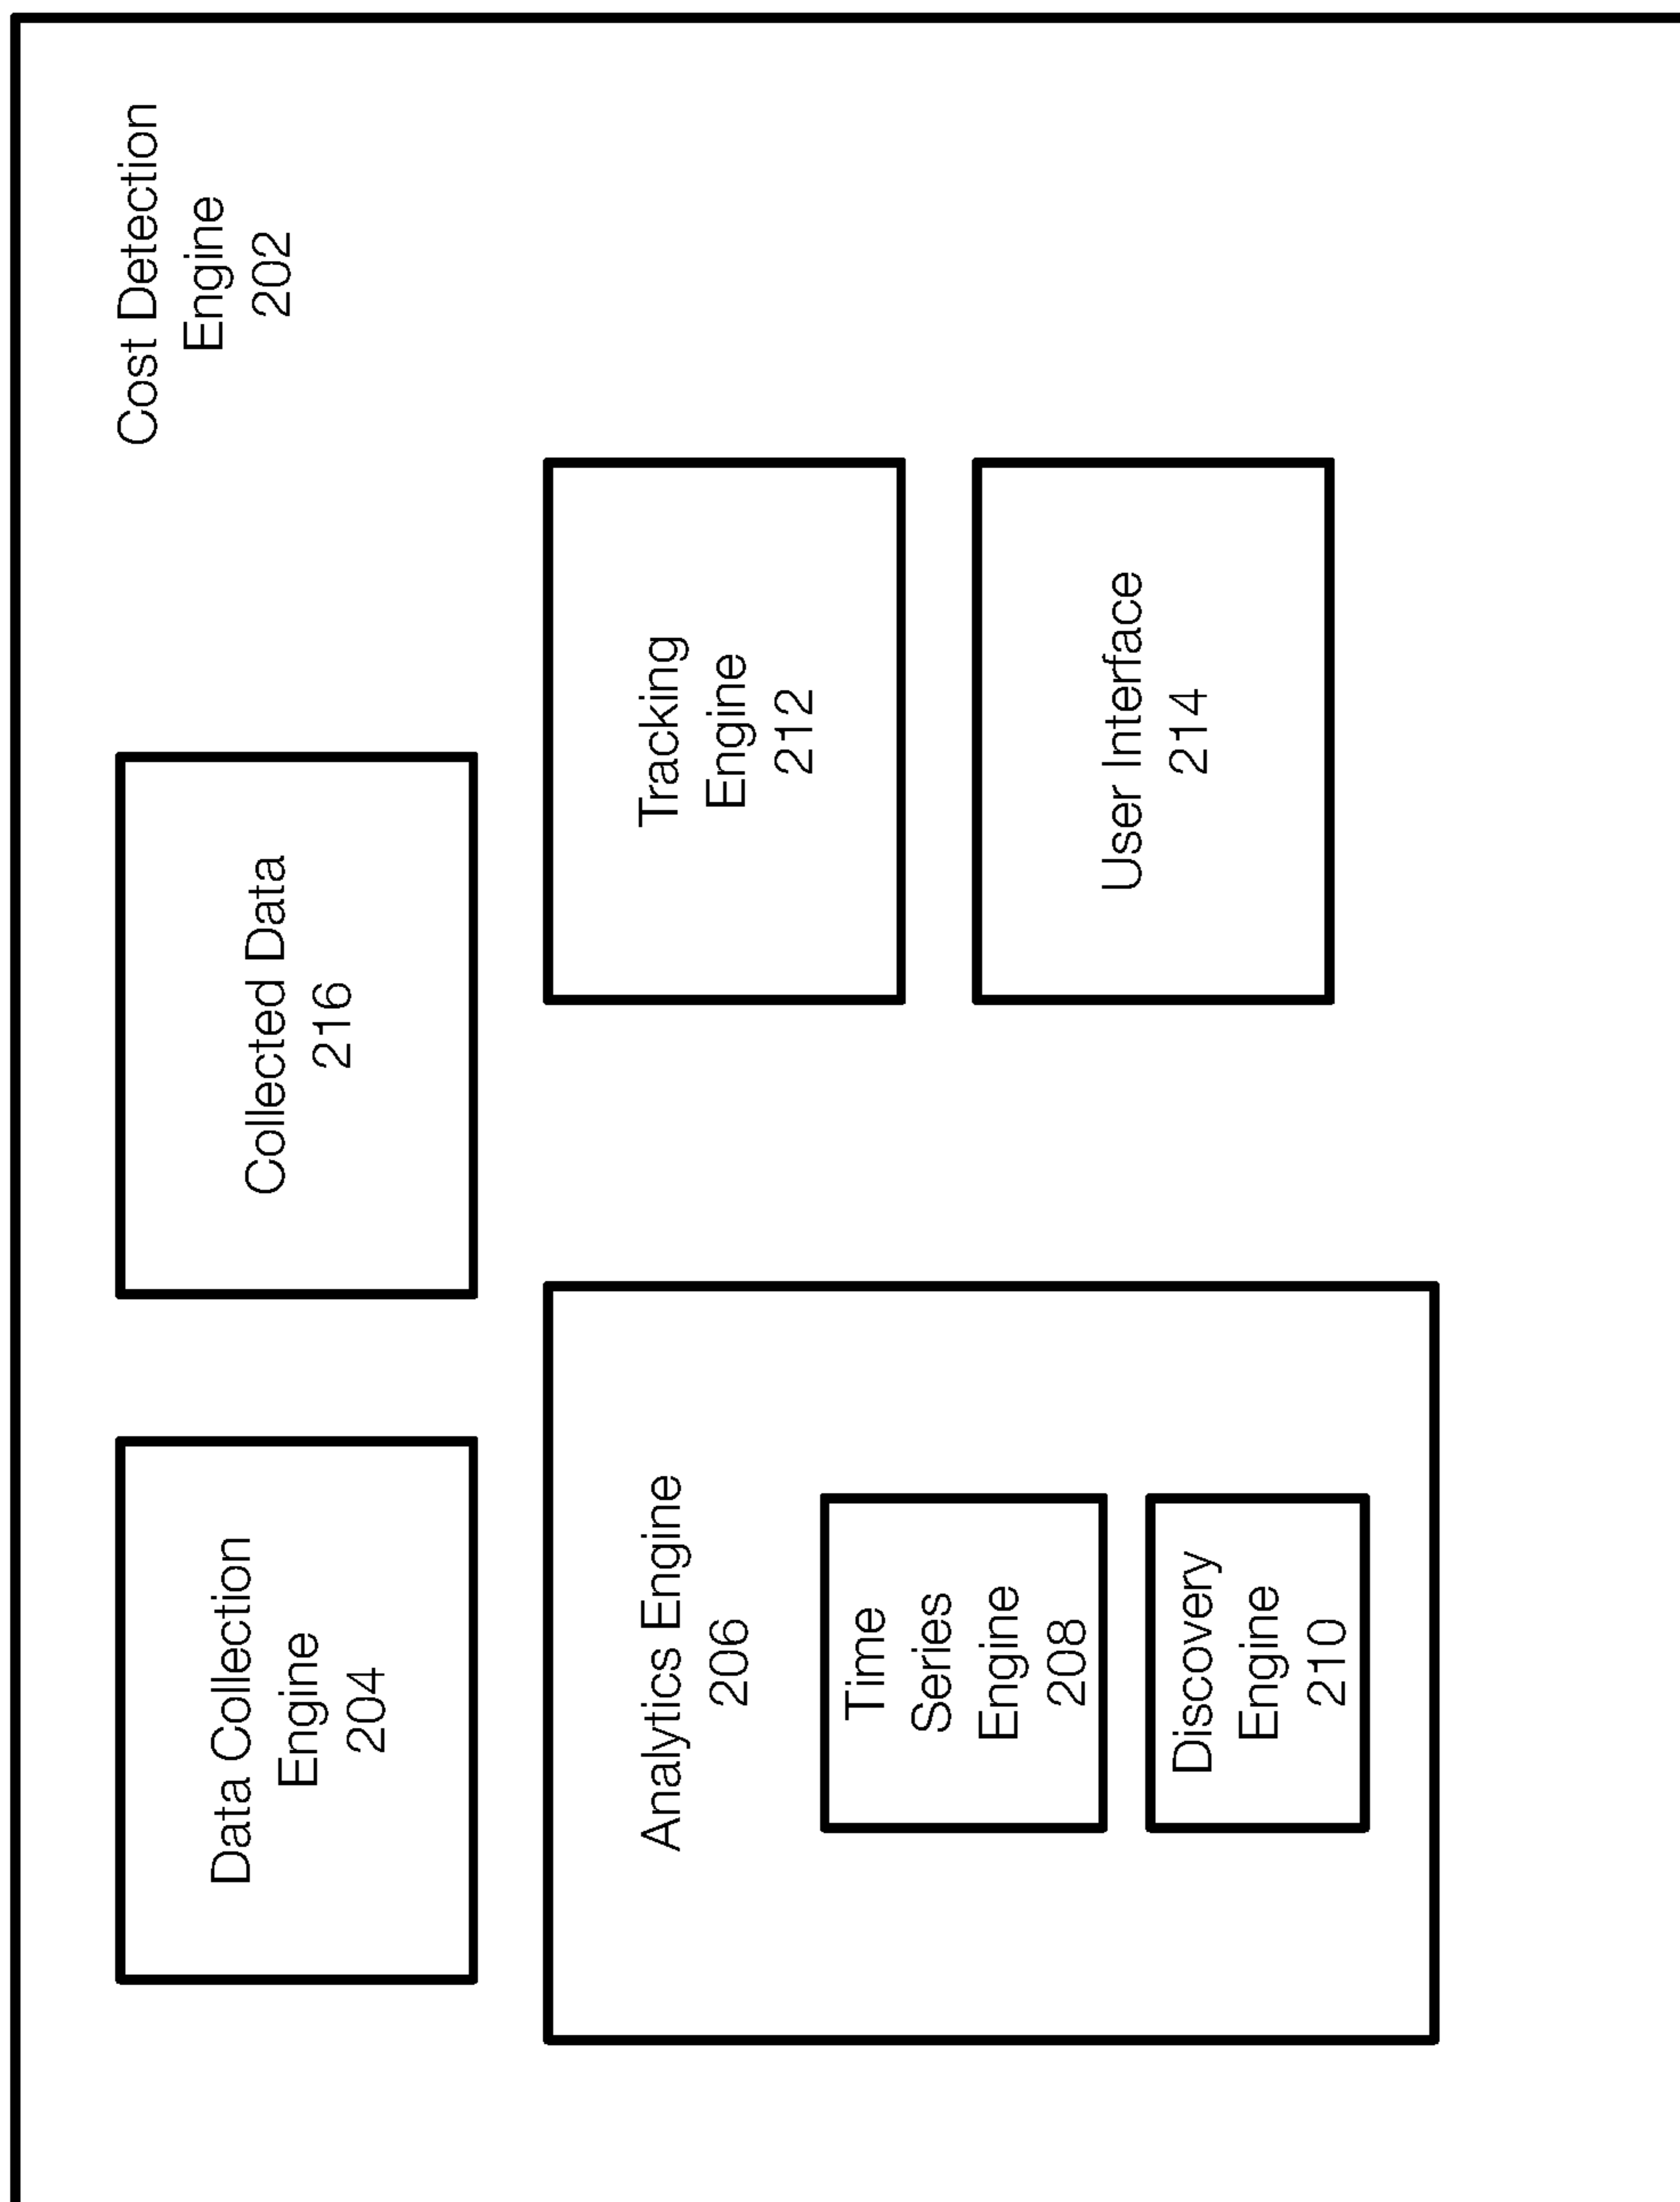 Cost Detection
Engine
202
Data Collection
Engine
204
Collected Data
216
Analytics Engine
206
Time
Series
Engine
208
Discovery
Engine
210
Tracking
Engine
212
User Interface
214